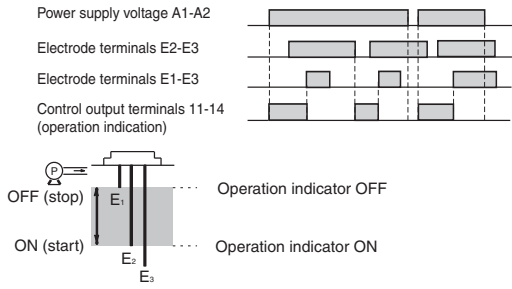 Power supply voltage A1-A2
Electrode terminals E2-E3
Electrode terminals E1-E3
Control output terminals 11-14
(operation indication)
P
OFF (stop)
E1
Operation indicator OFF
ON (start)
E2
Operation indicator ON
E3